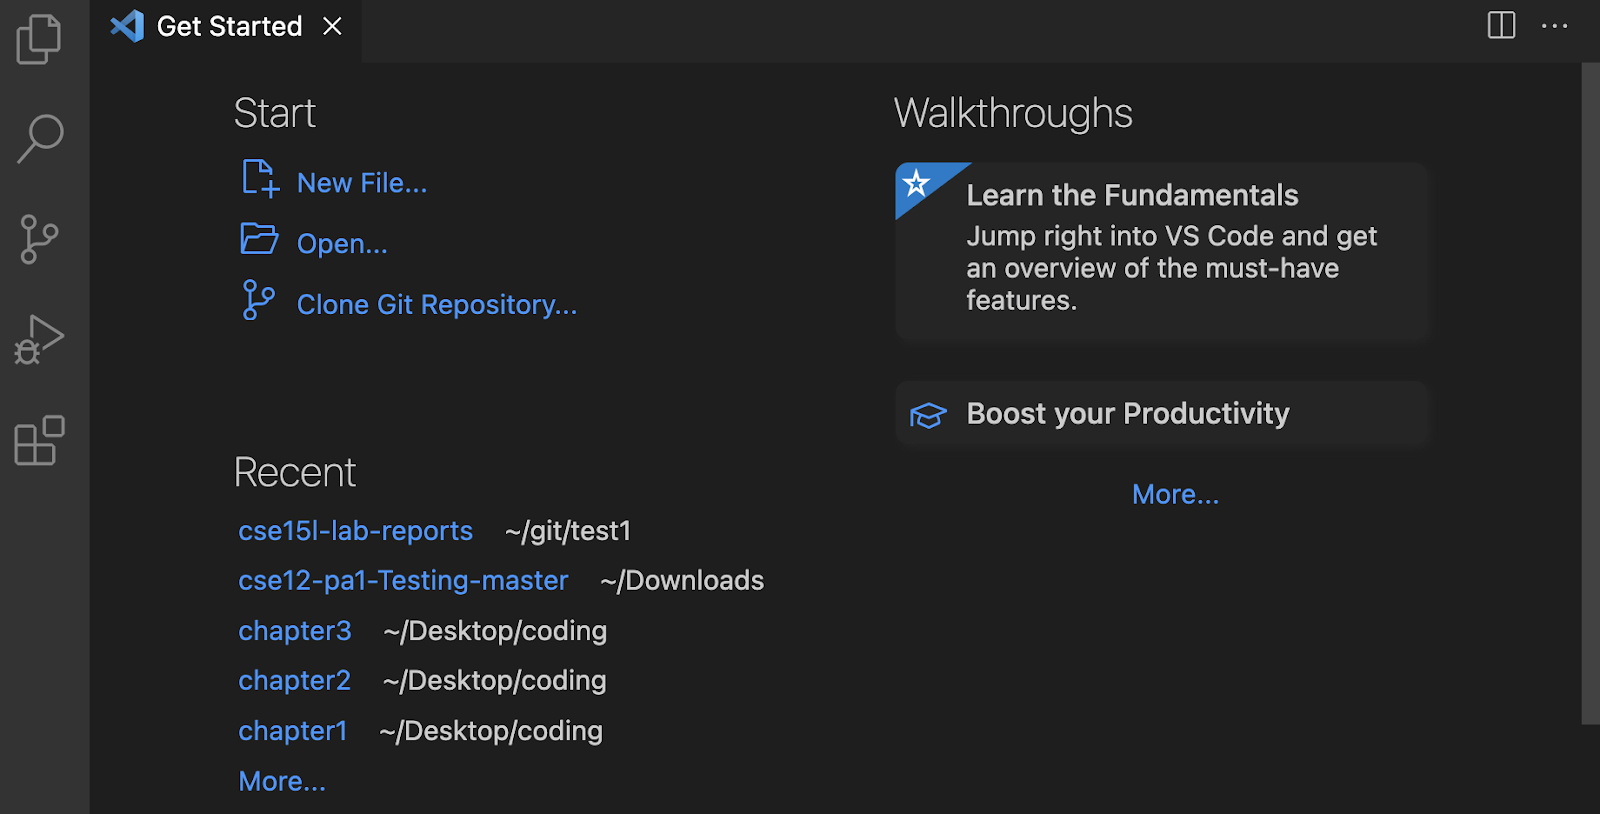 Get Started
Start
New File...
Open...
Clone Git Repository...
Recent
cse15l-lab-reports ~/git/test1
cse12-pa1-Testing-master ~/Downloads
chapter3 ~/Desktop/coding
chapter2 ~/Desktop/coding
chapter1 ~/Desktop/coding
More...
Walkthroughs
Learn the Fundamentals
Jump right into VS Code and get
an overview of the must-have
features.
Boost your Productivity
More...